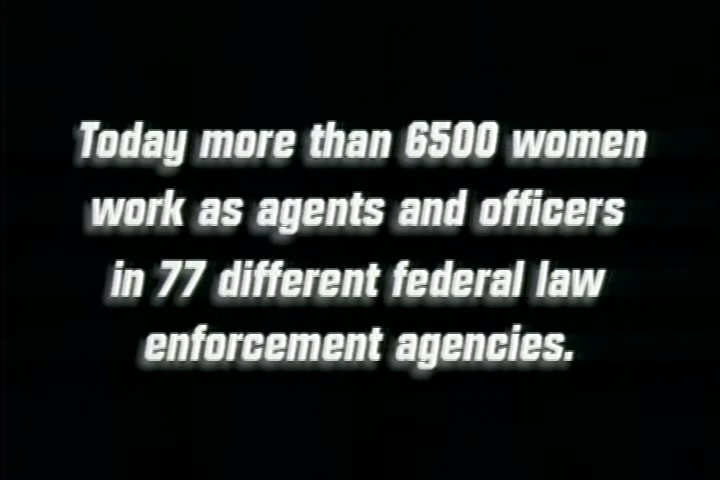 Today more than 6500 women
work as agents and officers
in 77 different federal law
enforcement agencies.